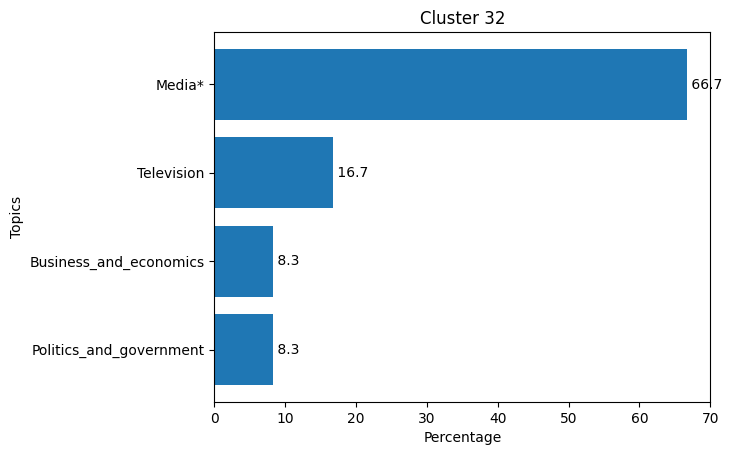 Cluster 32
Topics
Media* 66.7
Television 16.7
Business_and_economics 8.3
Politics_and_government 8.3
0 10 20 30 40 50 60 70
Percentage